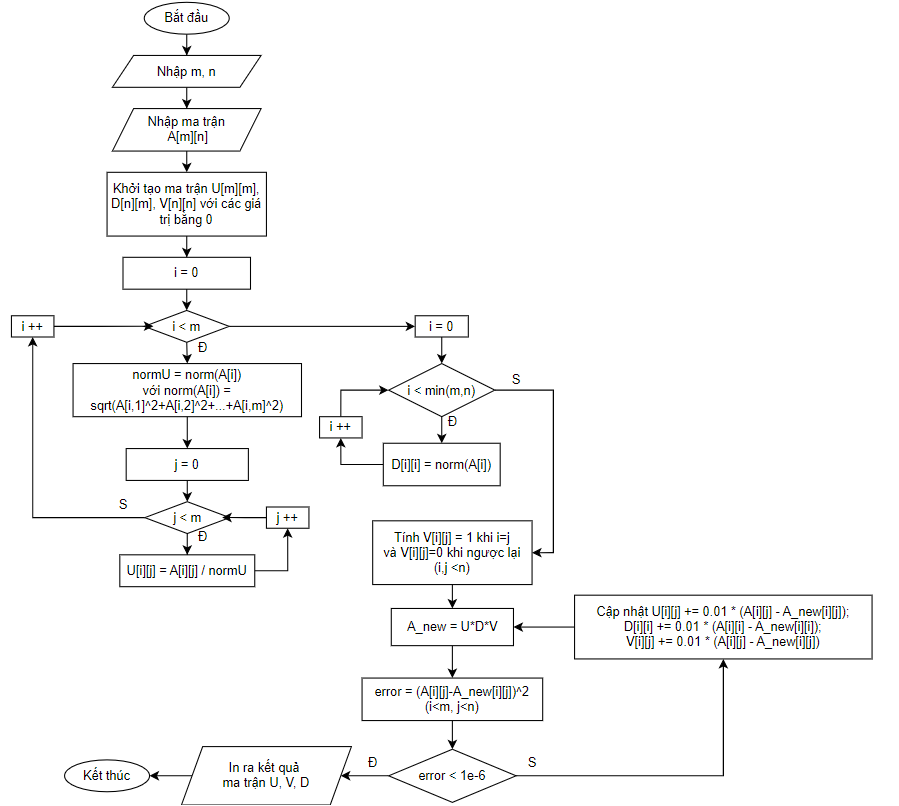 Bắt đầu
Nhập m, n
Nhập ma trận
A[m][n]
Khởi tạo ma trận U[m][m],
D[n][m], V[n][n] với các giá
trị bằng 0
i = 0
i ++
i < m
Đ
normU = norm(A[i])
với norm(A[i]) =
sqrt(A[i,1]^2+A[i,2]^2+...+A[i,m]^2)
j = 0
S
j < m
j ++
Đ
U[i][j] = A[i][j] / normU
i = 0
i < min(m,n)
S
i ++
Đ
D[i][i] = norm(A[i])
Tính V[i][j] = 1 khi i=j
và V[i][j]=0 khi ngược lại
(i,j <n)
A_new = U*D*V
Cập nhật U[i][j] += 0.01 * (A[i][j] - A_new[i][j]);
D[i][i] += 0.01 * (A[i][i] - A_new[i][i]);
V[i][j] += 0.01 * (A[i][j] - A_new[i][j])
error = (A[i][j]-A_new[i][j])^2
(i<m, j<n)
error < 1e-6
Đ
S
In ra kết quả
ma trận U, V, D
Kết thúc